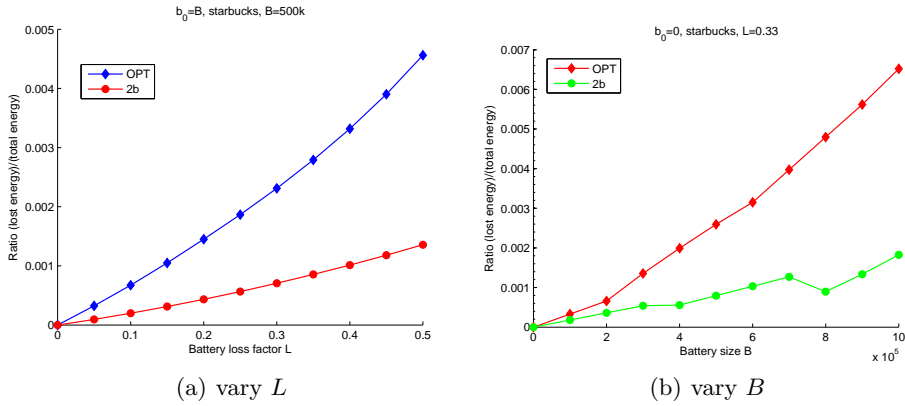 b0=B, starbucks, B=500k
0.005
0.004
0.003
0.002
0.001
0
Ratio (lost energy)/(total energy)
OPT
2b
0 0.1 0.2 0.3 0.4 0.5
Battery loss factor L
(a) vary L
b0=0, starbucks, L=0.33
0.007
0.006
0.005
0.004
0.003
0.002
0.001
0
Ratio (lost energy)/(total energy)
OPT
2b
0 2 4 6 8 10
Battery size B
x 10^5
(b) vary B